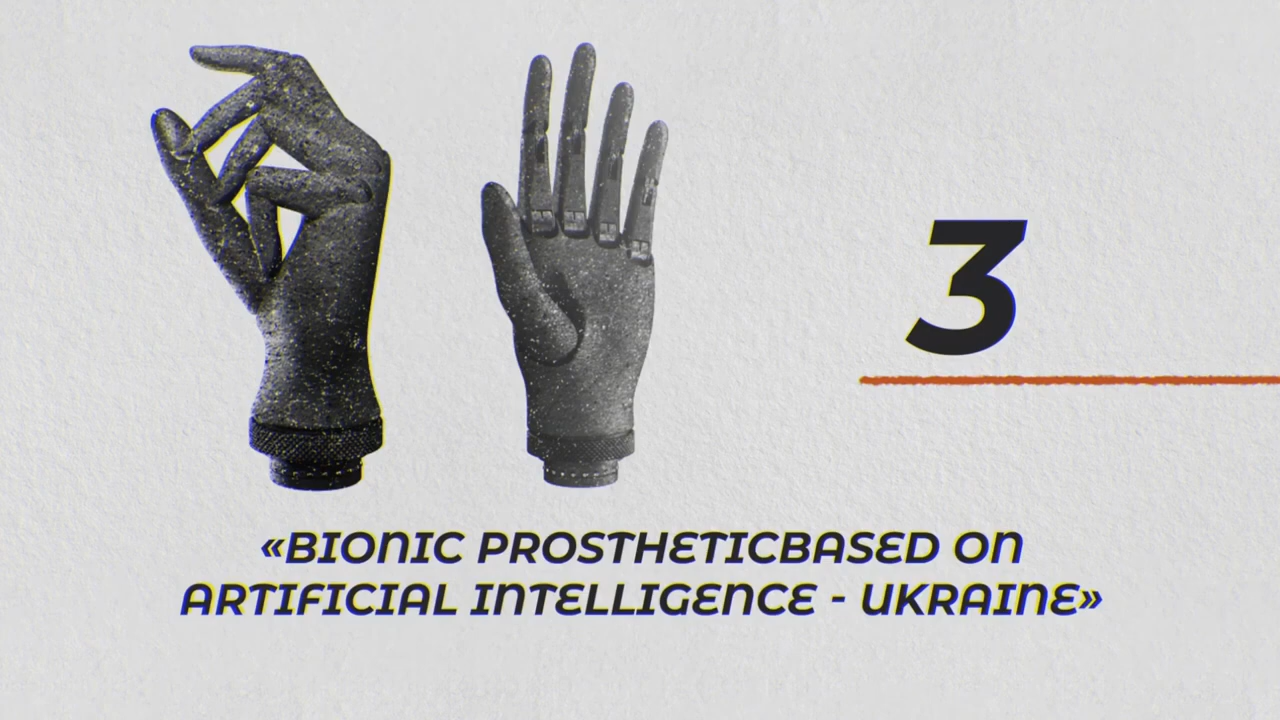 3
«BIONIC PROSTHETICBASED ON
ARTIFICIAL INTELLIGENCE - UKRAINE»